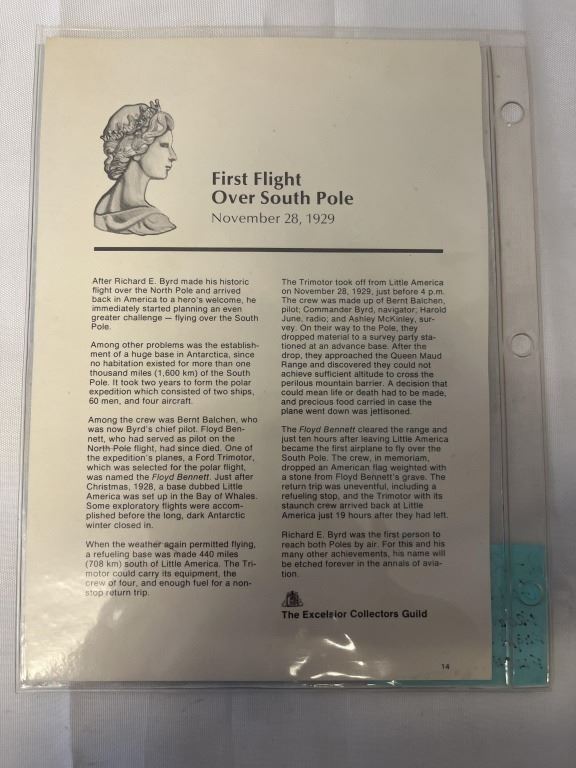 First Flight
Over South Pole
November 28, 1929
After Richard E. Byrd made his historic
flight over the North Pole and arrived
back in America to a hero's welcome, he
immediately started planning an even
greater challenge — flying over the South
Pole.
Among other problems was the establish-
ment of a huge base in Antarctica, since
no habitation existed for more than one
thousand miles (1,600 km) of the South
Pole. It took two years to form the polar
expedition which consisted of two ships,
60 men, and four aircraft.
Among the crew was Bernt Balchen, who
was now Byrd's chief pilot. Floyd Ben-
nett, who had served as pilot on the
North Pole flight, had since died. One of
the expedition's planes, a Ford Trimotor,
which was selected for the polar flight,
was named the Floyd Bennett. Just after
Christmas, 1928, a base dubbed Little
America was set up in the Bay of Whales.
Some exploratory flights were accom-
plished before the long, dark Antarctic
winter closed in.
When the weather again permitted flying,
a refueling base was made 440 miles
(708 km) south of Little America. The Tri-
motor could carry its equipment, the
crew of four, and enough fuel for a non-
stop return trip.
The Trimotor took off from Little America
on November 28, 1929, just before 4 p.m.
The crew was made up of Bernt Balchen,
pilot; Commander Byrd, navigator; Harold
June, radio; and Ashley McKinley, sur-
vey. On their way to the Pole, they
dropped material to a survey party sta-
tioned at an advance base. After the
drop, they approached the Queen Maud
Range and discovered they could not
achieve sufficient altitude to cross the
perilous mountain barrier. A decision that
could mean life or death had to be made,
and precious food carried in case the
plane went down was jettisoned.
The Floyd Bennett cleared the range and
just ten hours after leaving Little America
became the first airplane to fly over the
South Pole. The crew, in memoriam,
dropped an American flag weighted with
a stone from Floyd Bennett's grave. The
return trip was uneventful, including a
refueling stop, and the Trimotor with its
staunch crew arrived back at Little
America just 19 hours after they had left.
Richard E. Byrd was the first person to
reach both Poles by air. For this and his
many other achievements, his name will
be etched forever in the annals of avia-
tion.
The Excelsior Collectors Guild
14